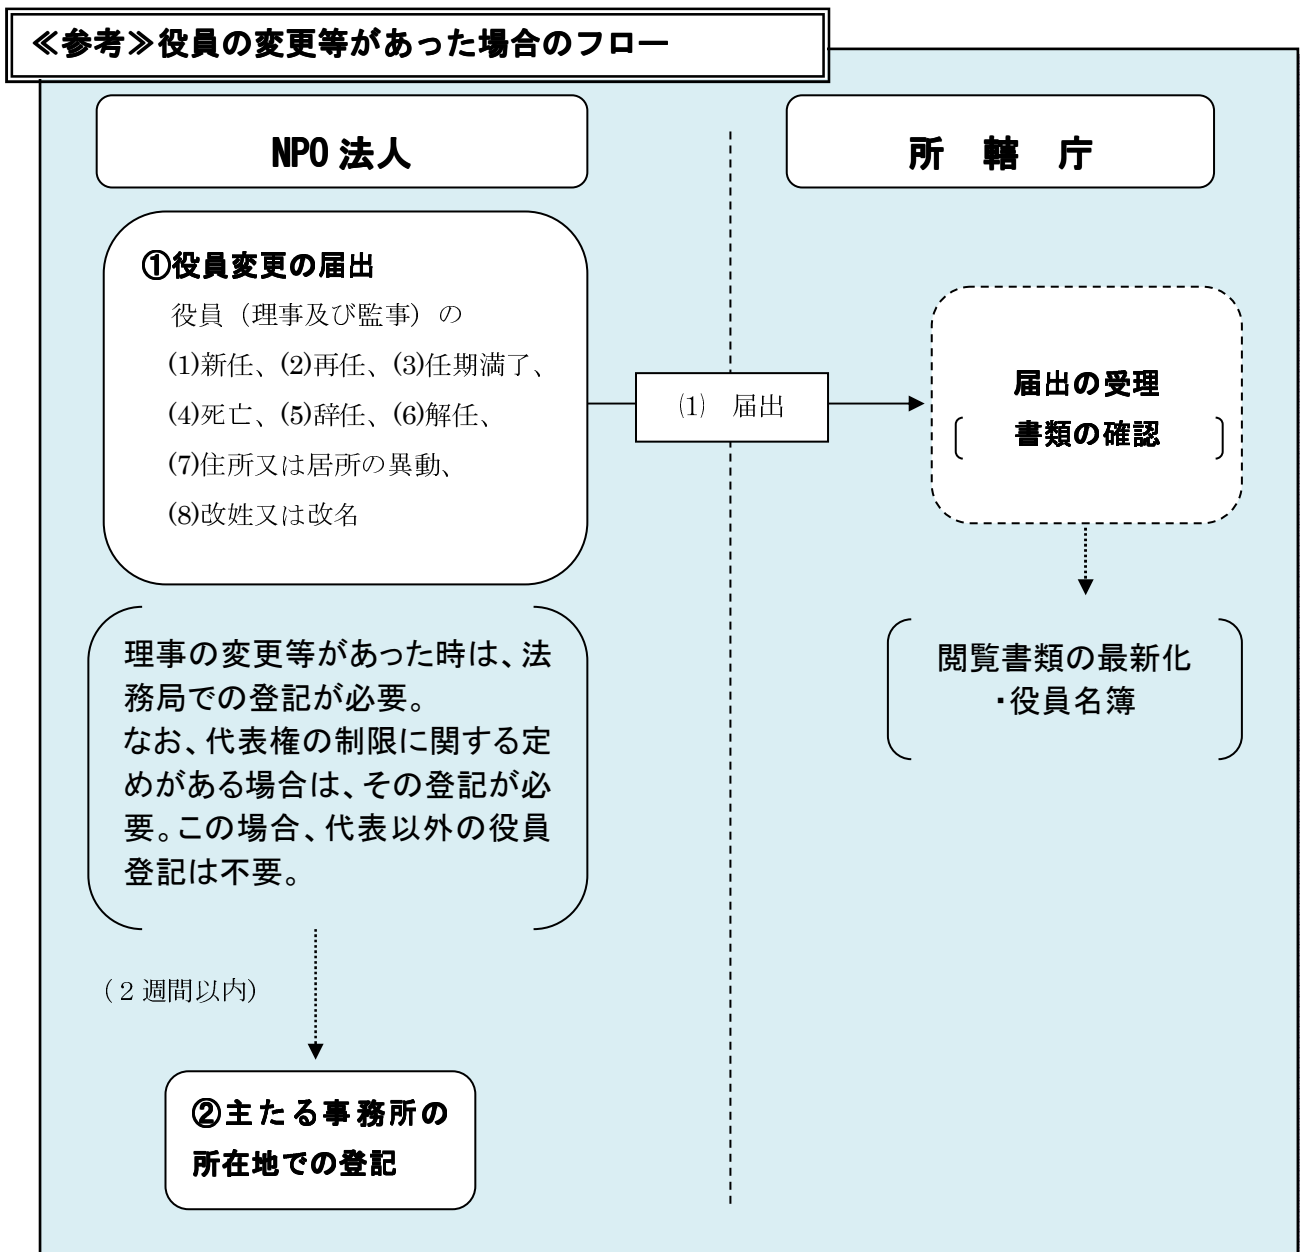 ≪参考≫役員の変更等があった場合のフロー
NPO法人
所 轄 庁
①役員変更の届出
役員（理事及び監事）の
(1)新任、(2)再任、(3)任期満了、
(4)死亡、(5)辞任、(6)解任、
(7)住所又は居所の異動、
(8)改姓又は改名
⑴ 届出
届出の受理
書類の確認
理事の変更等があった時は、法
務局での登記が必要。
なお、代表権の制限に関する定
めがある場合は、その登記が必
要。この場合、代表以外の役員
登記は不要。
閲覧書類の最新化
・役員名簿
（２週間以内）
②主たる事務所の
所在地での登記